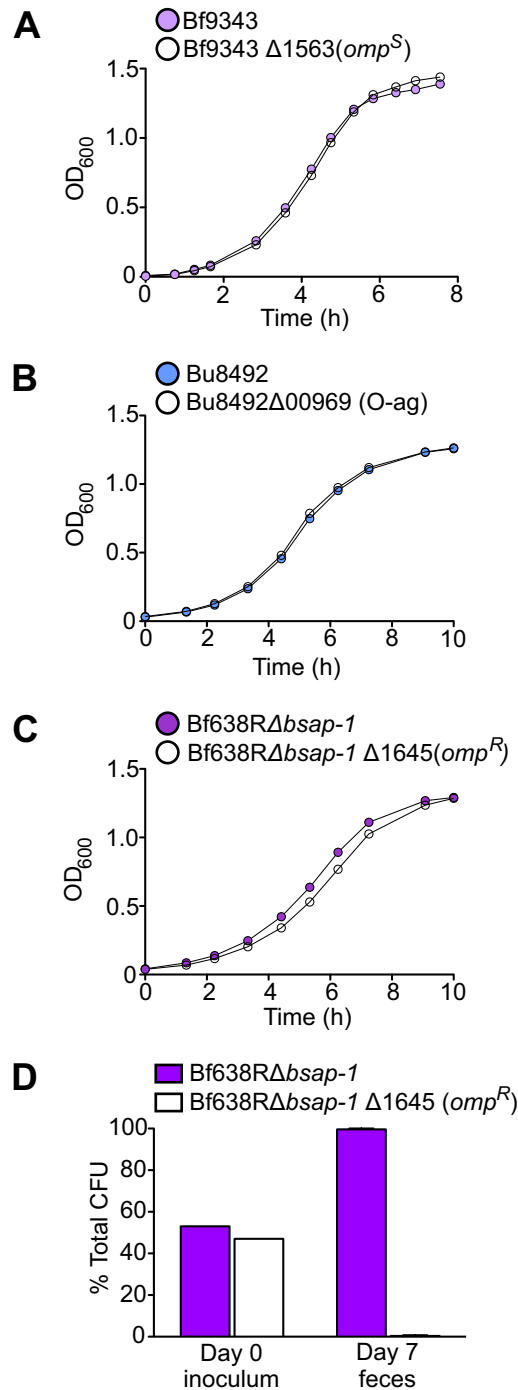 A
Bf9343
Bf9343 Δ1563(omp^S)
1.5
1.0
0.5
0
OD600
0 2 4 6 8
Time (h)
B
Bu8492
Bu8492Δ00969 (O-ag)
1.5
1.0
0.5
0
OD600
0 2 4 6 8 10
Time (h)
C
Bf638RΔbsap-1
Bf638RΔbsap-1 Δ1645(omp^R)
1.5
1.0
0.5
0
OD600
0 2 4 6 8 10
Time (h)
D
Bf638RΔbsap-1
Bf638RΔbsap-1 Δ1645 (omp^R)
100
80
60
40
20
0
% Total CFU
Day 0 Day 7
inoculum feces